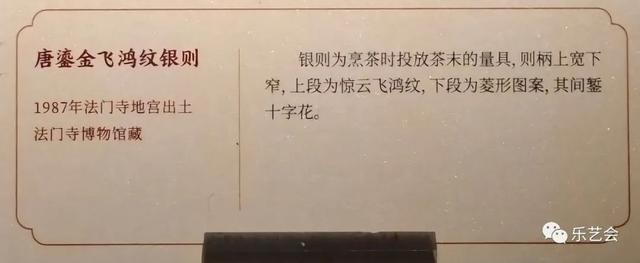 唐鎏金飞鸿纹银则
1987年法门寺地宫出土
法门寺博物馆藏
银则为烹茶时投放茶末的量具,则柄上宽下
窄,上段为惊云飞鸿纹,下段为菱形图案,其间錾
十字花。
乐艺会